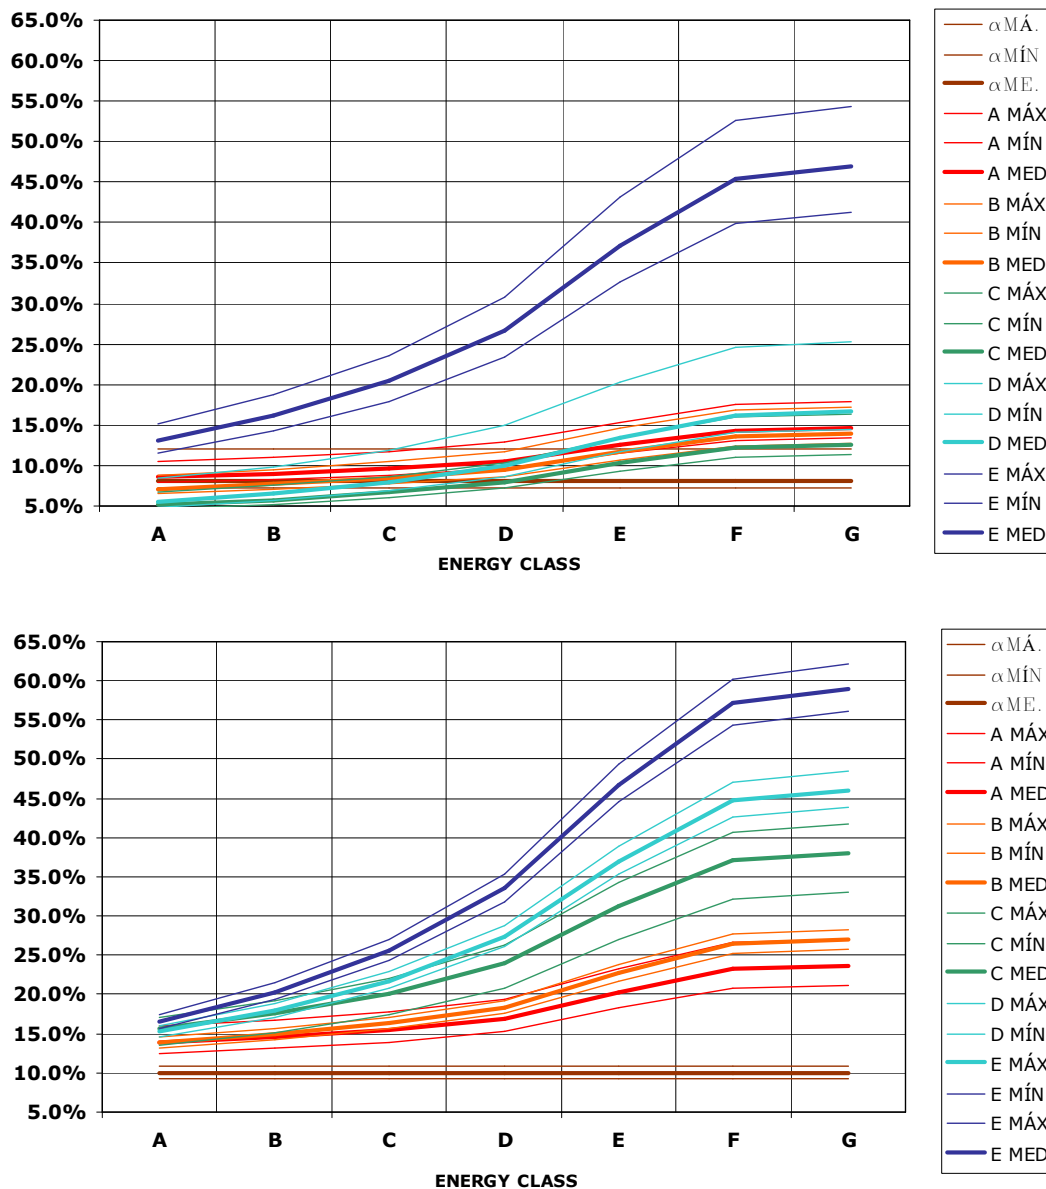 65.0%
60.0%
55.0%
50.0%
45.0%
40.0%
35.0%
30.0%
25.0%
20.0%
15.0%
10.0%
5.0%
A B C D E F G
ENERGY CLASS
αMÁ.
αMÍN
αME.
A MÁX
A MÍN
A MED
B MÁX
B MÍN
B MED
C MÁX
C MÍN
C MED
D MÁX
D MÍN
D MED
E MÁX
E MÍN
E MED
65.0%
60.0%
55.0%
50.0%
45.0%
40.0%
35.0%
30.0%
25.0%
20.0%
15.0%
10.0%
5.0%
A B C D E F G
ENERGY CLASS
αMÁ.
αMÍN
αME.
A MÁX
A MÍN
A MED
B MÁX
B MÍN
B MED
C MÁX
C MÍN
C MED
D MÁX
D MÍN
E MÁX
E MÍN
E MÁX
E MED